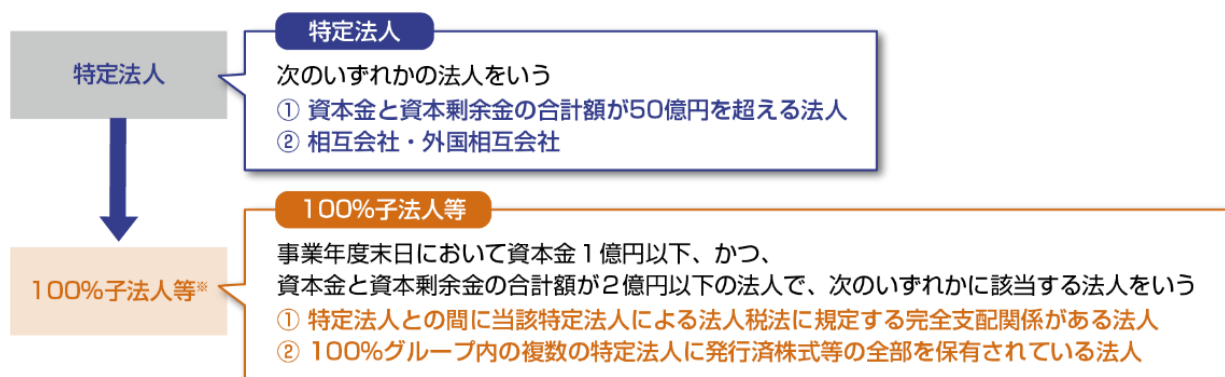 特定法人
特定法人
次のいずれかの法人をいう
① 資本金と資本剰余金の合計額が50億円を超える法人
② 相互会社・外国相互会社
100%子法人等
100%子法人等※
事業年度末日において資本金1億円以下、かつ、
資本金と資本剰余金の合計額が2億円以下の法人で、次のいずれかに該当する法人をいう
① 特定法人との間に当該特定法人による法人税法に規定する完全支配関係がある法人
② 100%グループ内の複数の特定法人に発行済株式等の全部を保有されている法人